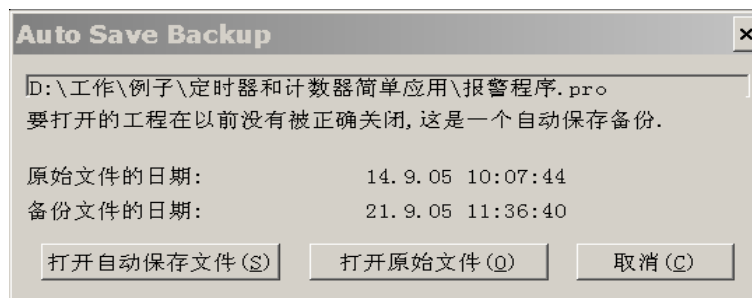 Auto Save Backup
D:\工作\例子\定时器和计数器简单应用\报警程序.pro
要打开的工程在以前没有被正确关闭,这是一个自动保存备份.
原始文件的日期: 14.9.05 10:07:44
备份文件的日期: 21.9.05 11:36:40
打开自动保存文件(S) 打开原始文件(O) 取消(C)